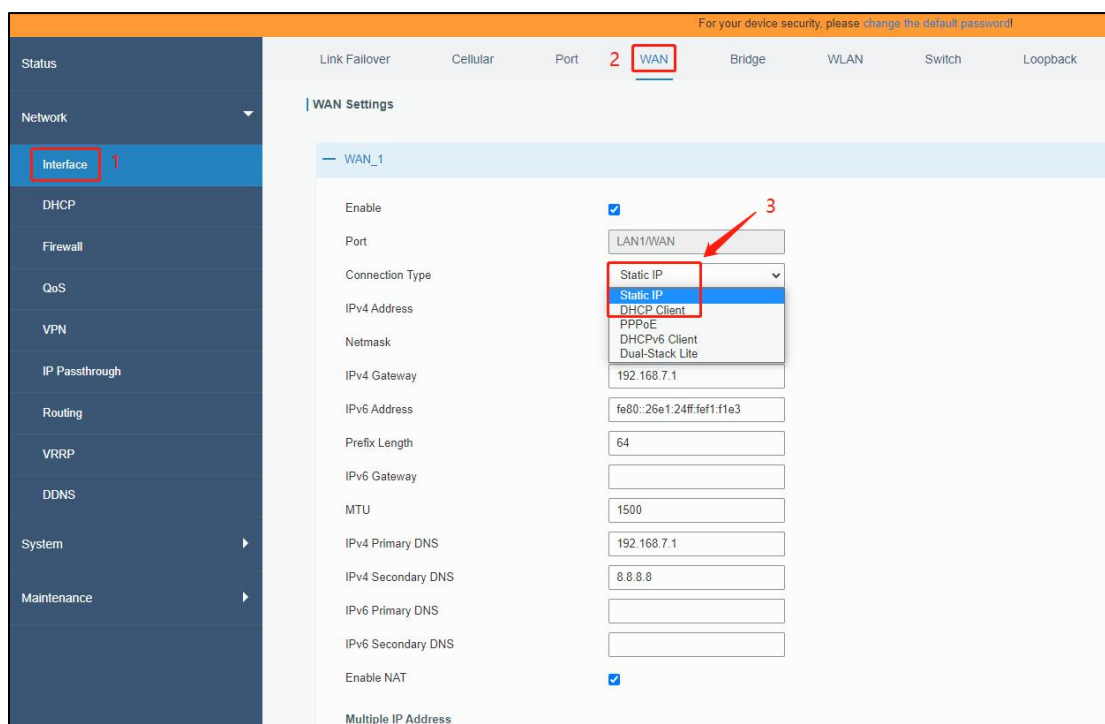 For your device security, please change the default password!
Status
Network
Interface
1
DHCP
Firewall
QoS
VPN
IP Passthrough
Routing
VRRP
DDNS
System
Maintenance
Link Failover Cellular Port 2 WAN Bridge WLAN Switch Loopback
WAN Settings
— WAN_1
Enable
3
Port LAN1/WAN
Connection Type Static IP
Static IP
DHCP Client
PPPoE
DHCPv6 Client
Dual-Stack Lite
IPv4 Address
Netmask
IPv4 Gateway 192.168.7.1
IPv6 Address fe80::26e1:24ff:fef1:f1e3
Prefix Length 64
IPv6 Gateway
MTU 1500
IPv4 Primary DNS 192.168.7.1
IPv4 Secondary DNS 8.8.8.8
IPv6 Primary DNS
IPv6 Secondary DNS
Enable NAT
Multiple IP Address